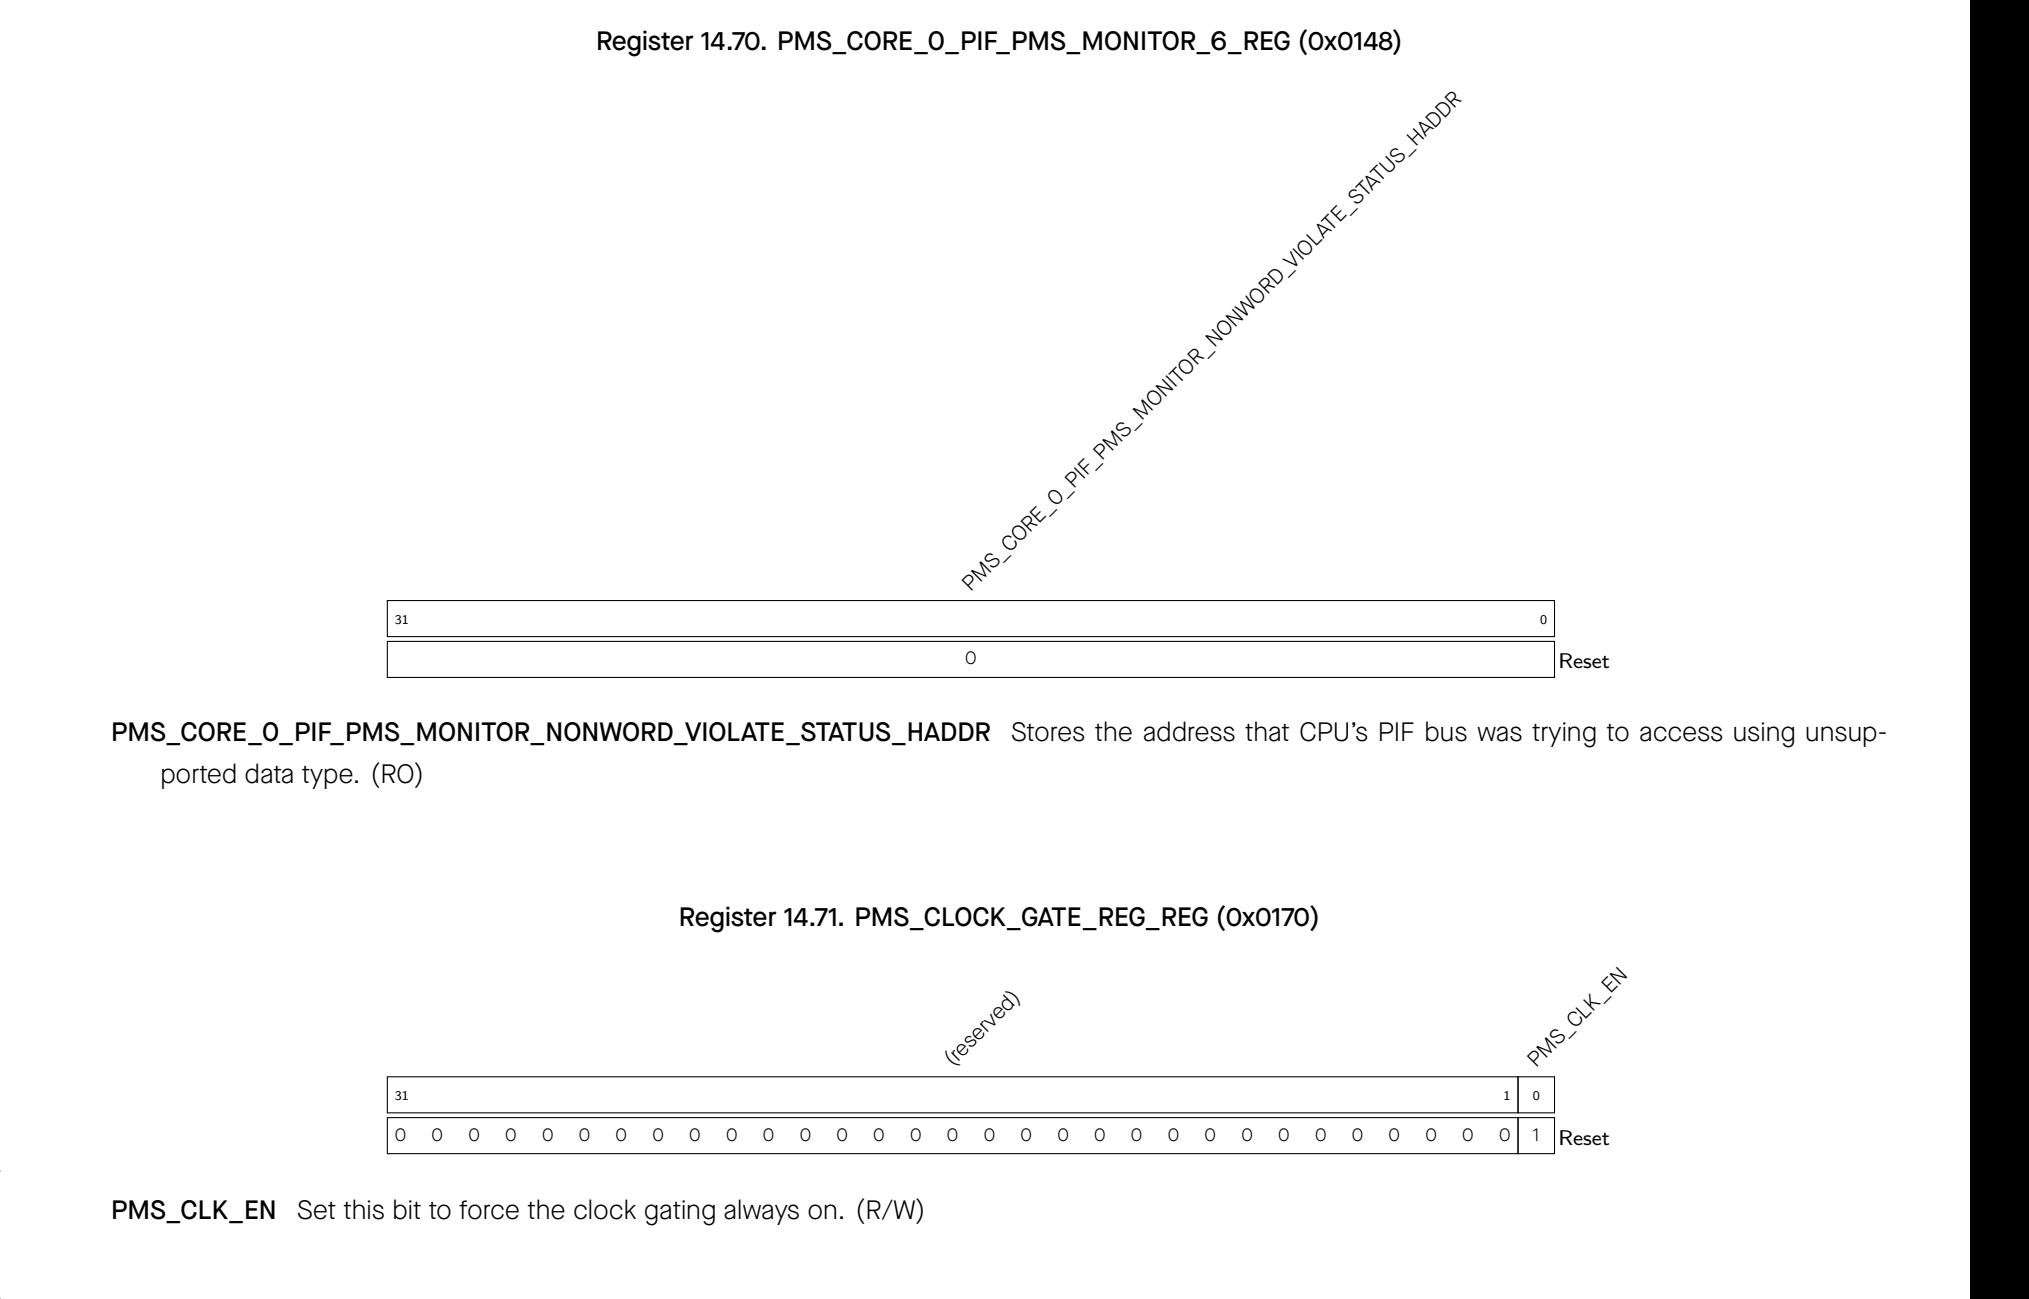 Register 14.70. PMS_CORE_0_PIF_PMS_MONITOR_6_REG (0x0148)
PMS_CORE_0_PIF_PMS_MONITOR_NONWORD_VIOLATE_STATUS_HADDR
31 0
0 Reset
PMS_CORE_0_PIF_PMS_MONITOR_NONWORD_VIOLATE_STATUS_HADDR Stores the address that CPU's PIF bus was trying to access using unsup-
ported data type. (RO)
Register 14.71. PMS_CLOCK_GATE_REG_REG (0x0170)
(reserved) PMS_CLK_EN
31 1 0
0 0 0 0 0 0 0 0 0 0 0 0 0 0 0 0 0 0 0 0 0 0 0 0 0 0 0 0 0 0 0 1 Reset
PMS_CLK_EN Set this bit to force the clock gating always on. (R/W)